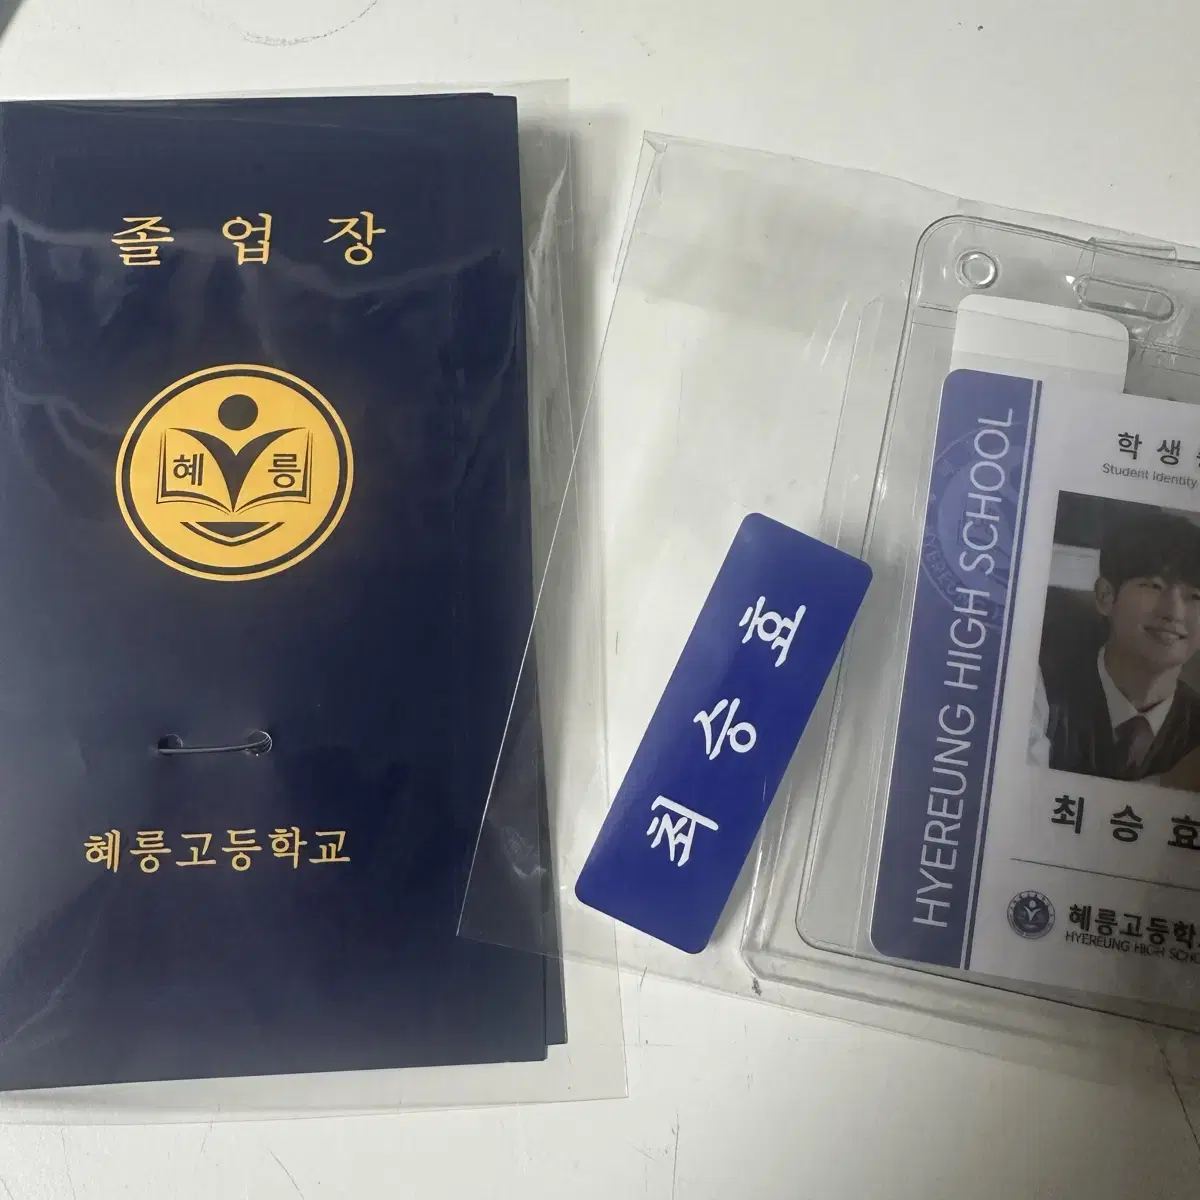 졸업장
혜릉
혜릉고등학교
최승효
HYEREUNG HIGH SCHOOL
학생
Student Identity
최승효
혜릉고등학
HYEREUNG HIGH